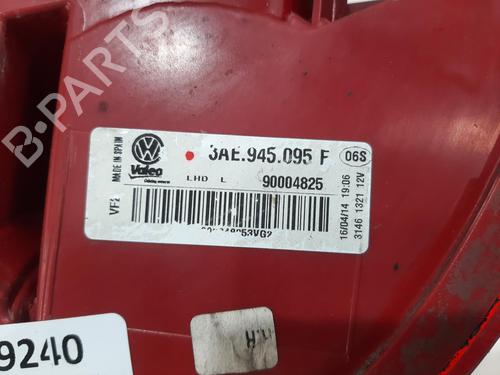 MADE IN SPAIN
Valeo
3AE.945.095 F
06S
LHD L
90004825
VF2
16/04/14 19:06
3146 1321 12V
9240
B PARTS